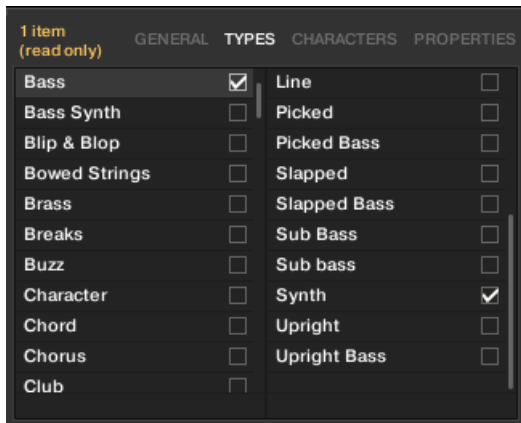 1 item
(read only)
GENERAL TYPES CHARACTERS PROPERTIES
Bass
Bass Synth
Blip & Blop
Bowed Strings
Brass
Breaks
Buzz
Character
Chord
Chorus
Club
Line
Picked
Picked Bass
Slapped
Slapped Bass
Sub Bass
Sub bass
Synth
Upright
Upright Bass